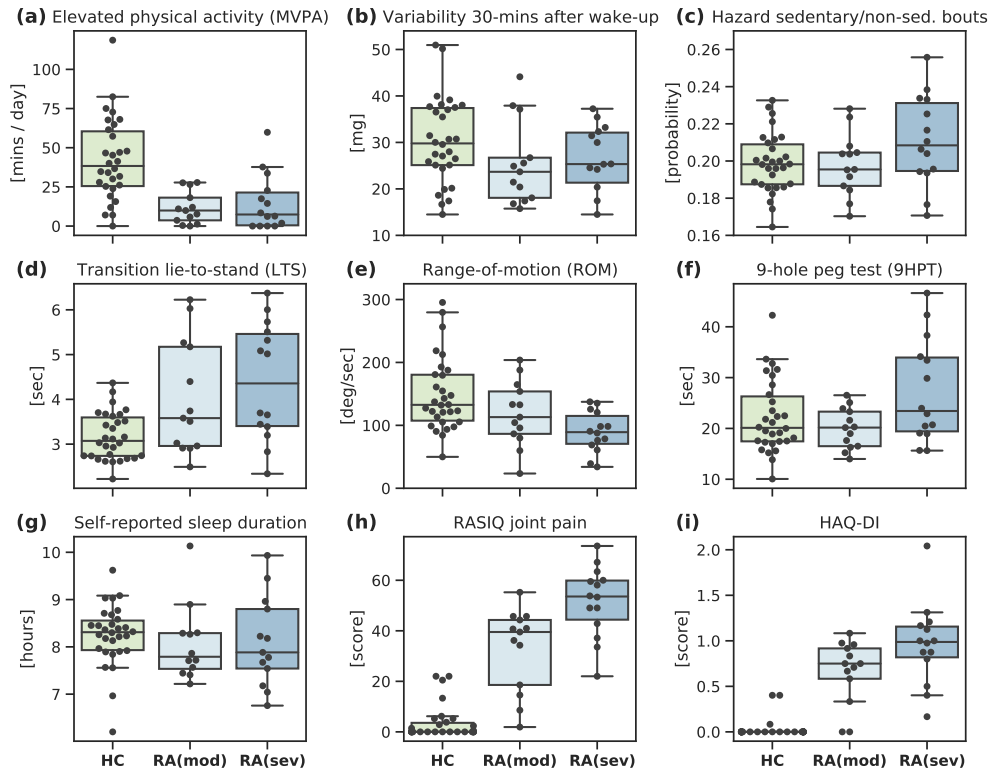 (a) Elevated physical activity (MVPA)
[mins / day]
100
75
50
25
0
(b) Variability 30-mins after wake-up
[mg]
50
40
30
20
10
(c) Hazard sedentary/non-sed. bouts
[probability]
0.26
0.24
0.22
0.20
0.18
0.16
(d) Transition lie-to-stand (LTS)
[sec]
6
5
4
3
(e) Range-of-motion (ROM)
[deg/sec]
300
200
100
0
(f) 9-hole peg test (9HPT)
[sec]
40
30
20
10
(g) Self-reported sleep duration
[hours]
10
9
8
7
HC RA(mod) RA(sev)
(h) RASIQ joint pain
[score]
60
40
20
0
HC RA(mod) RA(sev)
(i) HAQ-DI
[score]
2.0
1.5
1.0
0.5
0.0
HC RA(mod) RA(sev)